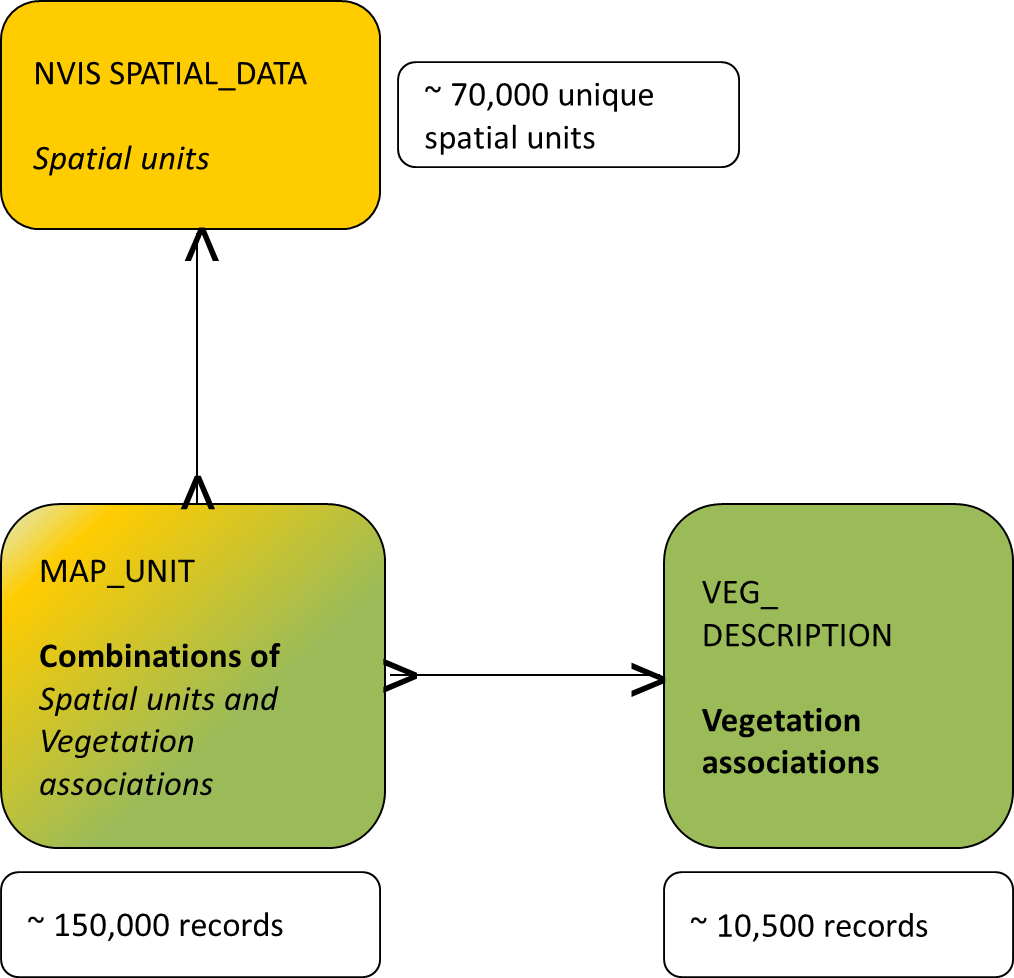 NVIS SPATIAL_DATA
Spatial units
~ 70,000 unique
spatial units
MAP_UNIT
Combinations of
Spatial units and
Vegetation
associations
VEG_
DESCRIPTION
Vegetation
associations
~ 150,000 records
~ 10,500 records